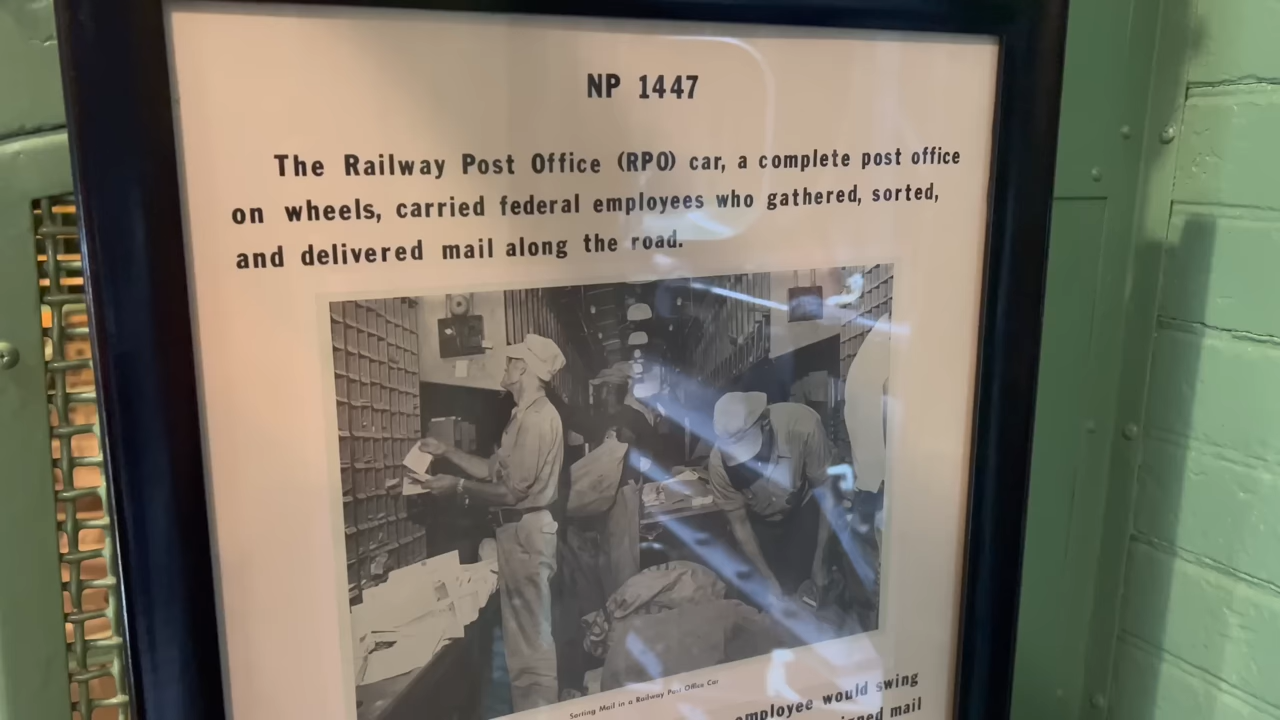 NP 1447
The Railway Post Office (RPO) car, a complete post office
on wheels, carried federal employees who gathered, sorted,
and delivered mail along the road.
Sorting Mail in a Railway Post Office Car
employee would swing
mail